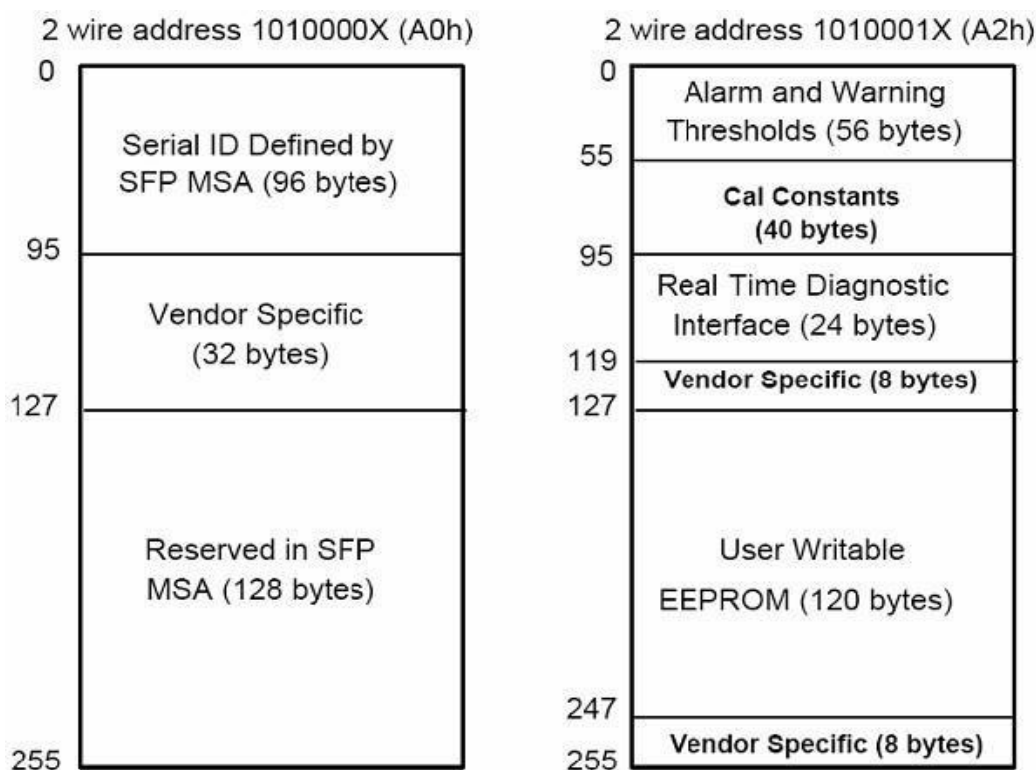 2 wire address 1010000X (A0h)
0
Serial ID Defined by
SFP MSA (96 bytes)
95
Vendor Specific
(32 bytes)
127
Reserved in SFP
MSA (128 bytes)
255
2 wire address 1010001X (A2h)
0
Alarm and Warning
Thresholds (56 bytes)
55
Cal Constants
(40 bytes)
95
Real Time Diagnostic
Interface (24 bytes)
119
Vendor Specific (8 bytes)
127
User Writable
EEPROM (120 bytes)
247
Vendor Specific (8 bytes)
255